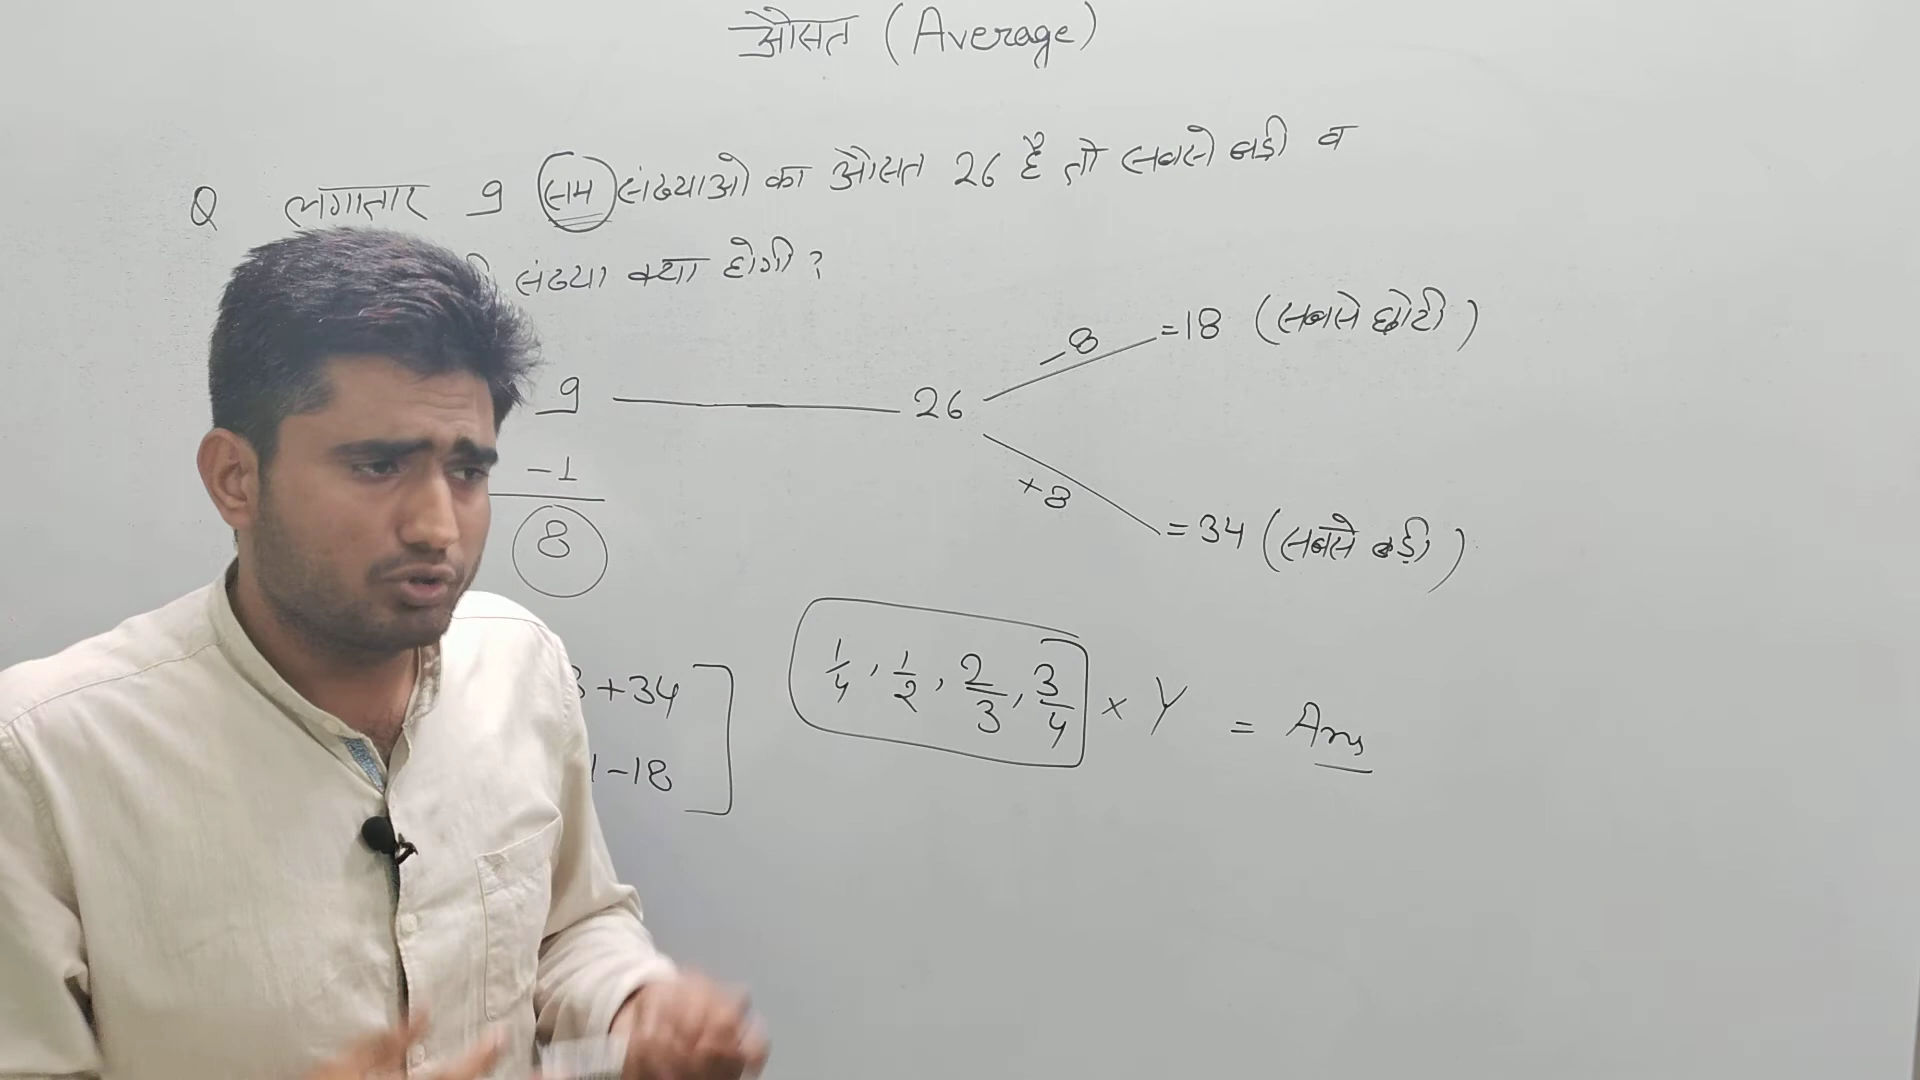 औसत (Average)
Q लगातार 9 सम संख्याओ का औसत 26 है तो सबसे बड़ी व
संख्या क्या होगी ?
-8 =18 (सबसे छोटी)
9 26
-1
+8 = 34 (सबसे बड़ी)
8
+34
1/4, 1/2, 2/3, 3/4 × Y = Ans
-18